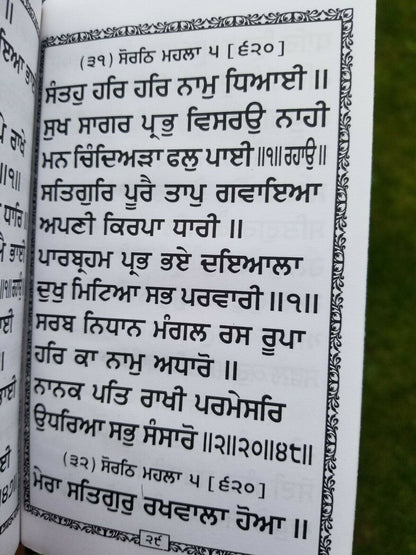 (੩੧) ਸੋਰਠਿ ਮਹਲਾ ੫ [੬੨੦]
ਸੰਤਹੁ ਹਰਿ ਹਰਿ ਨਾਮੁ ਧਿਆਈ ॥
ਸੁਖ ਸਾਗਰ ਪ੍ਰਭੁ ਵਿਸਰਉ ਨਾਹੀ
ਮਨ ਚਿੰਦਿਅੜਾ ਫਲੁ ਪਾਈ ॥੧॥ ਰਹਾਉ॥
ਸਤਿਗੁਰਿ ਪੂਰੈ ਤਾਪੁ ਗਵਾਇਆ
ਅਪਣੀ ਕਿਰਪਾ ਧਾਰੀ ॥
ਪਾਰਬ੍ਰਹਮ ਪ੍ਰਭ ਭਏ ਦਇਆਲਾ
ਦੁਖੁ ਮਿਟਿਆ ਸਭ ਪਰਵਾਰੀ ॥੧॥
ਸਰਬ ਨਿਧਾਨ ਮੰਗਲ ਰਸ ਰੂਪਾ
ਹਰਿ ਕਾ ਨਾਮੁ ਅਧਾਰੋ ॥
ਨਾਨਕ ਪਤਿ ਰਾਖੀ ਪਰਮੇਸਰਿ
ਉਧਰਿਆ ਸਭੁ ਸੰਸਾਰੋ ॥੨॥੨੦॥੪੮॥
(੩੨) ਸੋਰਠਿ ਮਹਲਾ ੫ [੬੨੦]
ਮੇਰਾ ਸਤਿਗੁਰੁ ਰਖਵਾਲਾ ਹੋਆ ॥
੨੯